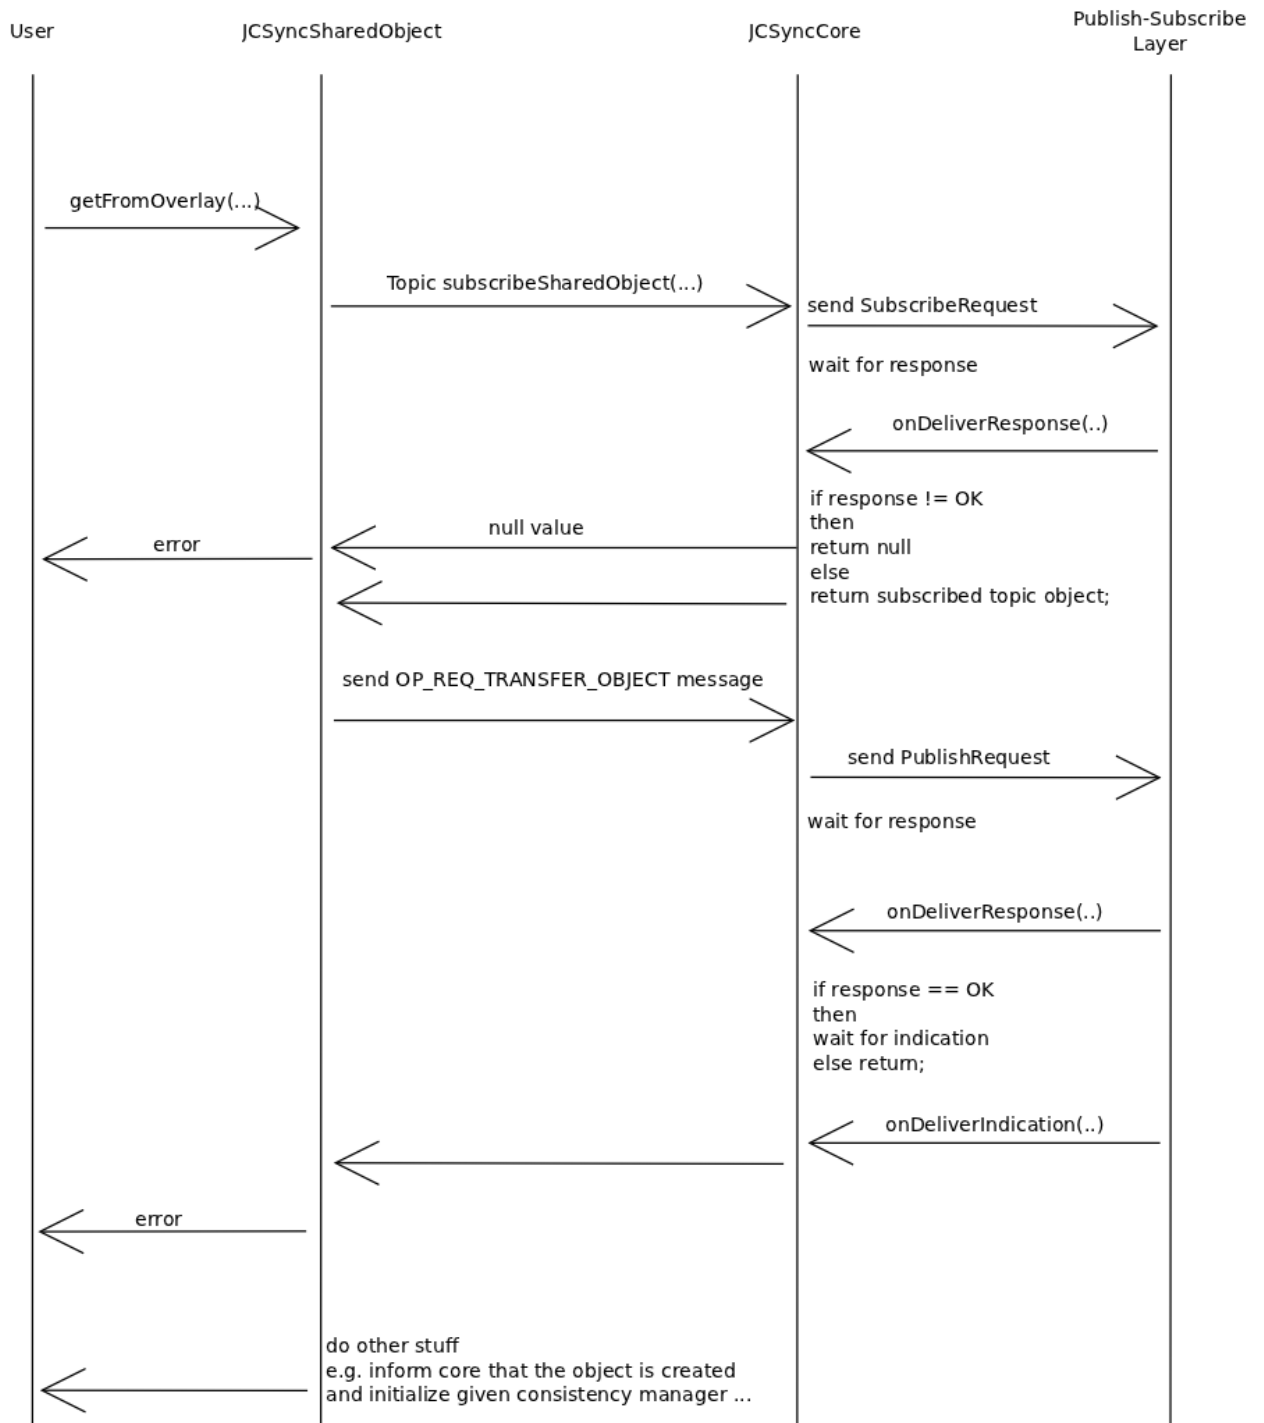 User
JCSyncSharedObject
JCSyncCore
Publish-Subscribe
Layer
getFromOverlay(...)
Topic subscribeSharedObject(...)
send SubscribeRequest
wait for response
onDeliverResponse(..)
if response != OK
then
return null
else
return subscribed topic object;
null value
error
send OP_REQ_TRANSFER_OBJECT message
send PublishRequest
wait for response
onDeliverResponse(..)
if response == OK
then
wait for indication
else return;
onDeliverIndication(..)
error
do other stuff
e.g. inform core that the object is created
and initialize given consistency manager ...